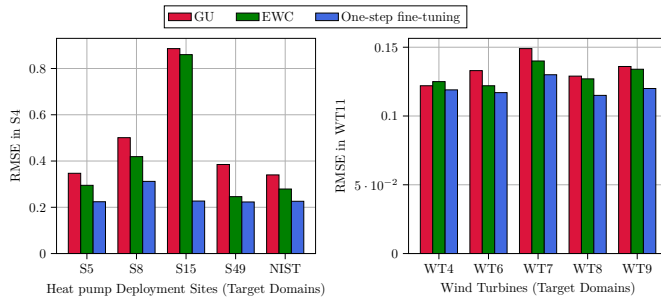 GU EWC One-step fine-tuning
RMSE in S4
0.8
0.6
0.4
0.2
0
S5 S8 S15 S49 NIST
Heat pump Deployment Sites (Target Domains)
RMSE in WT11
0.15
0.1
5 · 10⁻²
0
WT4 WT6 WT7 WT8 WT9
Wind Turbines (Target Domains)